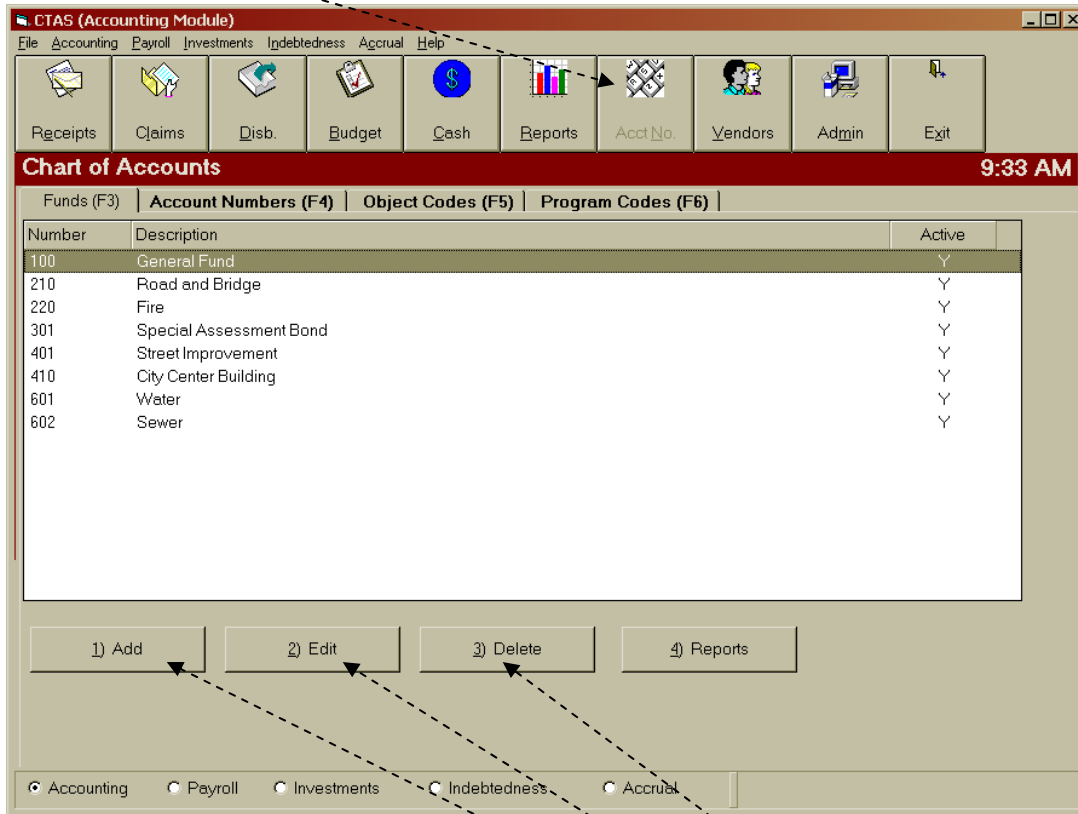 CTAS (Accounting Module)
File Accounting Payroll Investments Indebtedness Accrual Help
Receipts Claims Disb. Budget Cash Reports Acct No. Vendors Admin Exit
Chart of Accounts 9:33 AM
Funds (F3) Account Numbers (F4) Object Codes (F5) Program Codes (F6)
Number Description Active
100 General Fund Y
210 Road and Bridge Y
220 Fire Y
301 Special Assessment Bond Y
401 Street Improvement Y
410 City Center Building Y
601 Water Y
602 Sewer Y
1) Add 2) Edit 3) Delete 4) Reports
Accounting Payroll Investments Indebtedness Accrual